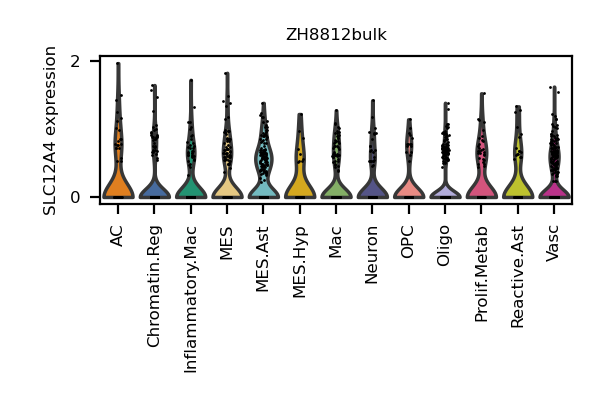 ZH8812bulk
SLC12A4 expression
2
0
AC
Chromatin.Reg
Inflammatory.Mac
MES
MES.Ast
MES.Hyp
Mac
Neuron
OPC
Oligo
Prolif.Metab
Reactive.Ast
Vasc